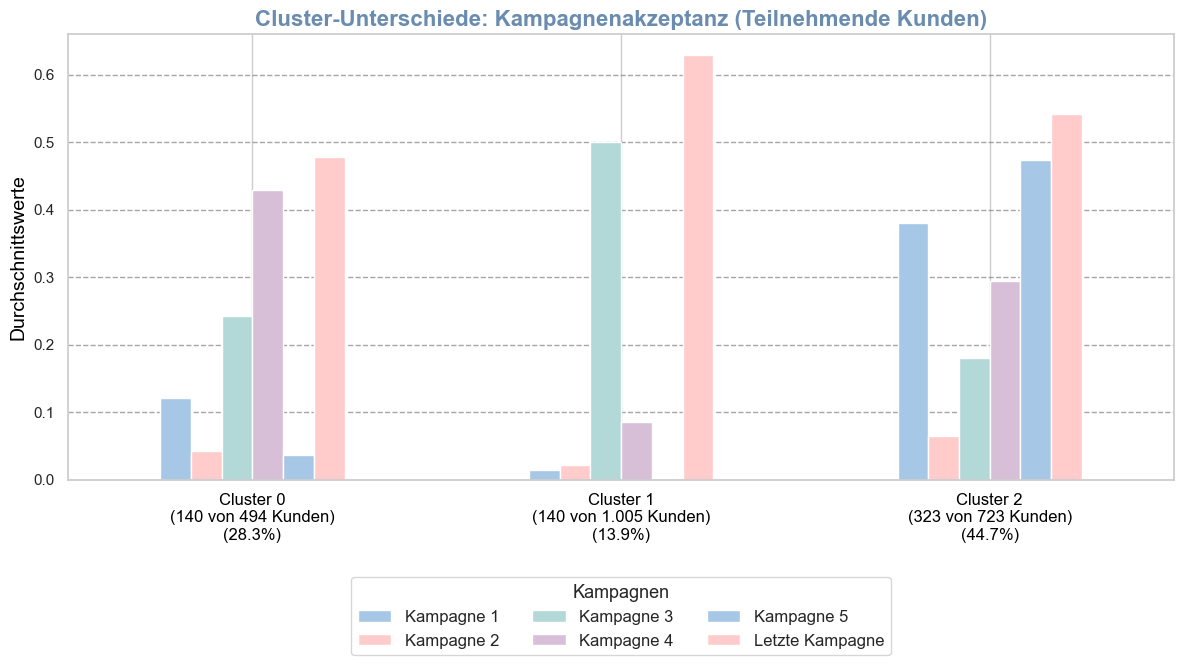 Cluster-Unterschiede: Kampagnenakzeptanz (Teilnehmende Kunden)
Durchschnittswerte
0.6
0.5
0.4
0.3
0.2
0.1
0.0
Cluster 0
(140 von 494 Kunden)
(28.3%)
Cluster 1
(140 von 1.005 Kunden)
(13.9%)
Cluster 2
(323 von 723 Kunden)
(44.7%)
Kampagnen
Kampagne 1
Kampagne 2
Kampagne 3
Kampagne 4
Kampagne 5
Letzte Kampagne